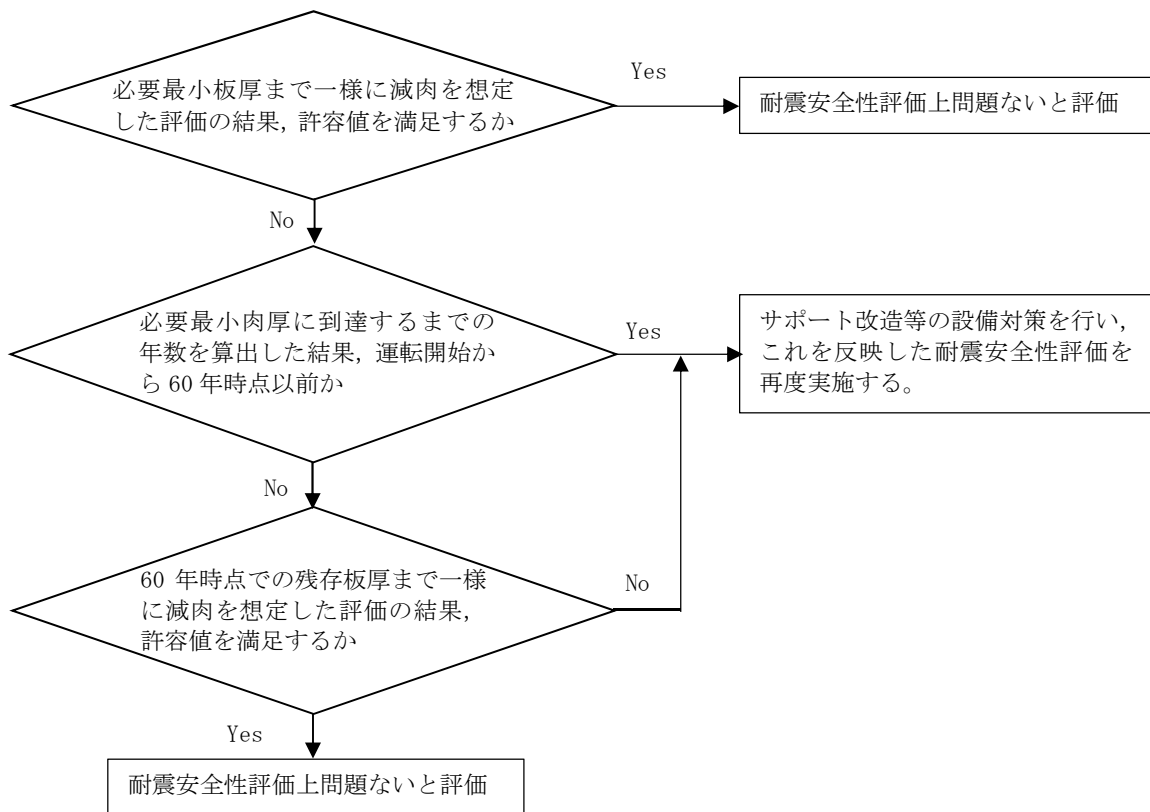 必要最小板厚まで一様に減肉を想定
した評価の結果, 許容値を満足するか
Yes
耐震安全性評価上問題ないと評価
No
必要最小肉厚に到達するまでの
年数を算出した結果, 運転開始か
ら 60 年時点以前か
Yes
サポート改造等の設備対策を行い,
これを反映した耐震安全性評価を
再度実施する。
No
60 年時点での残存板厚まで一様
に減肉を想定した評価の結果,
許容値を満足するか
No
Yes
耐震安全性評価上問題ないと評価